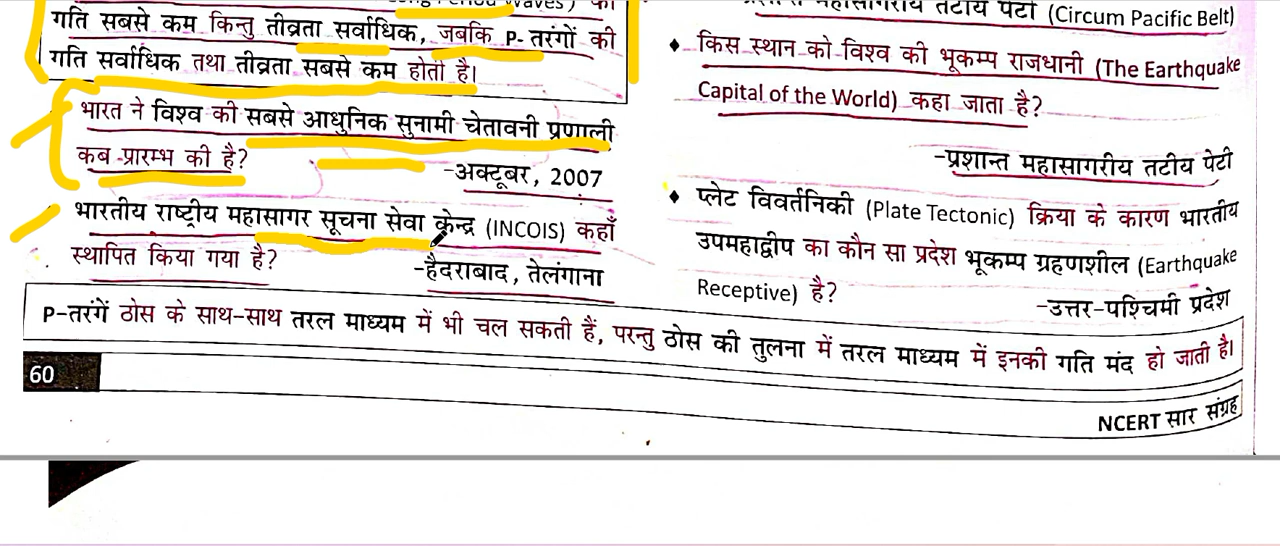 गति सबसे कम किन्तु तीव्रता सर्वाधिक, जबकि P-तरंगों की
गति सर्वाधिक तथा तीव्रता सबसे कम होती है।
भारत ने विश्व की सबसे आधुनिक सुनामी चेतावनी प्रणाली
कब प्रारम्भ की है?
-अक्टूबर, 2007
भारतीय राष्ट्रीय महासागर सूचना सेवा केन्द्र (INCOIS) कहाँ
स्थापित किया गया है?
-हैदराबाद, तेलंगाना
महासागरीय तटीय पेटी (Circum Pacific Belt)
♦ किस स्थान को विश्व की भूकम्प राजधानी (The Earthquake
Capital of the World) कहा जाता है?
-प्रशान्त महासागरीय तटीय पेटी
♦ प्लेट विवर्तनिकी (Plate Tectonic) क्रिया के कारण भारतीय
उपमहाद्वीप का कौन सा प्रदेश भूकम्प ग्रहणशील (Earthquake
Receptive) है?
-उत्तर-पश्चिमी प्रदेश
P-तरंगें ठोस के साथ-साथ तरल माध्यम में भी चल सकती हैं, परन्तु ठोस की तुलना में तरल माध्यम में इनकी गति मंद हो जाती है।
60
NCERT सार संग्रह